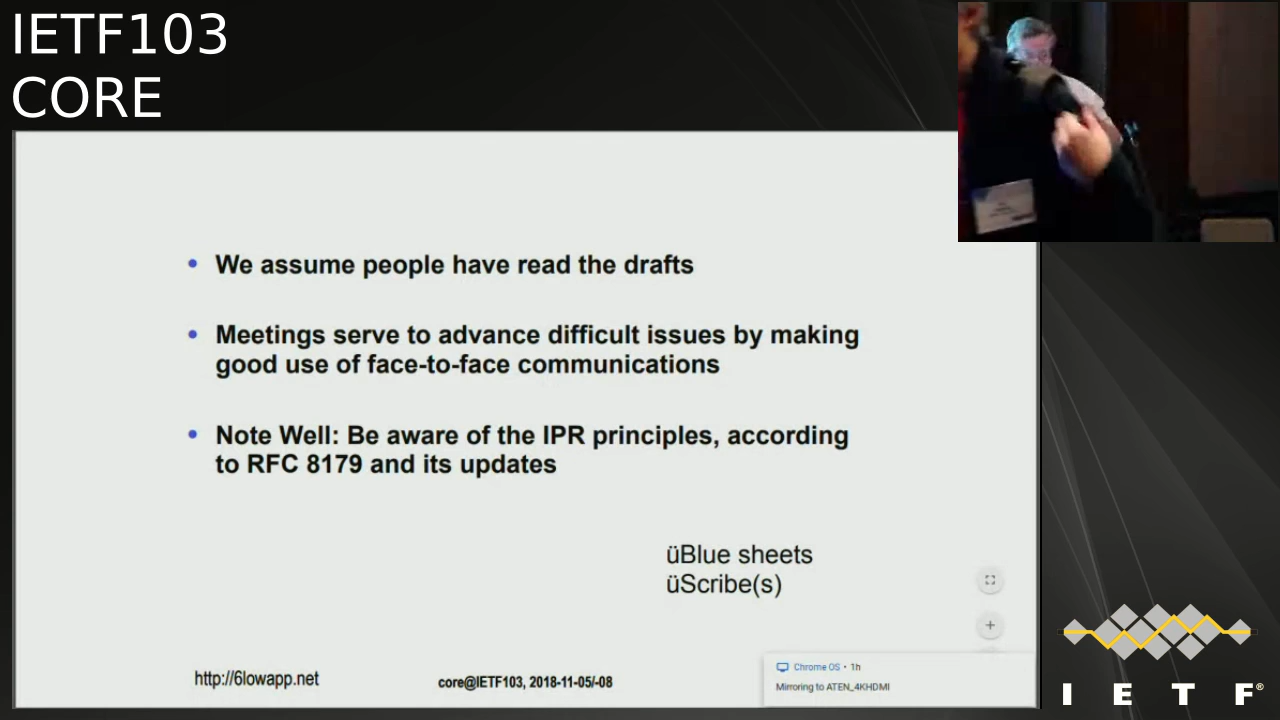 IETF103
CORE
• We assume people have read the drafts
• Meetings serve to advance difficult issues by making
good use of face-to-face communications
• Note Well: Be aware of the IPR principles, according
to RFC 8179 and its updates
üBlue sheets
üScribe(s)
http://6lowapp.net
core@IETF103, 2018-11-05/-08
Chrome OS • 1h
Mirroring to ATEN_4KHDMI
I E T F®